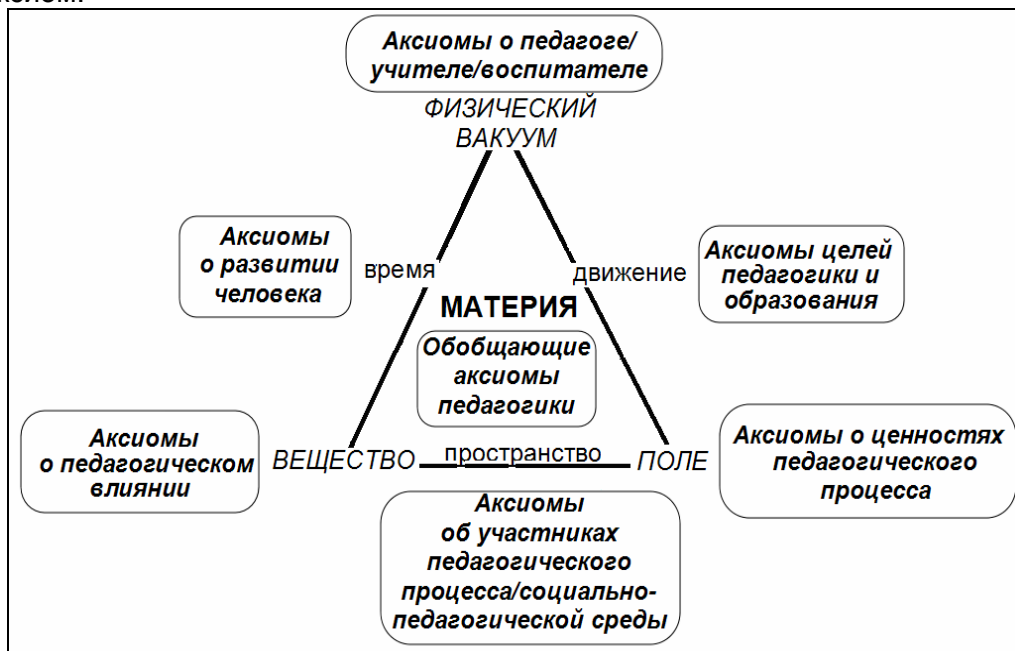 Аксиомы о педагоге/
учителе/воспитателе
ФИЗИЧЕСКИЙ
ВАКУУМ
Аксиомы
о развитии
человека
время
движение
Аксиомы целей
педагогики и
образования
МАТЕРИЯ
Обобщающие
аксиомы
педагогики
Аксиомы
о педагогическом
влиянии
ВЕЩЕСТВО
пространство
ПОЛЕ
Аксиомы о ценностях
педагогического
процесса
Аксиомы
об участниках
педагогического
процесса/социально-
педагогической среды